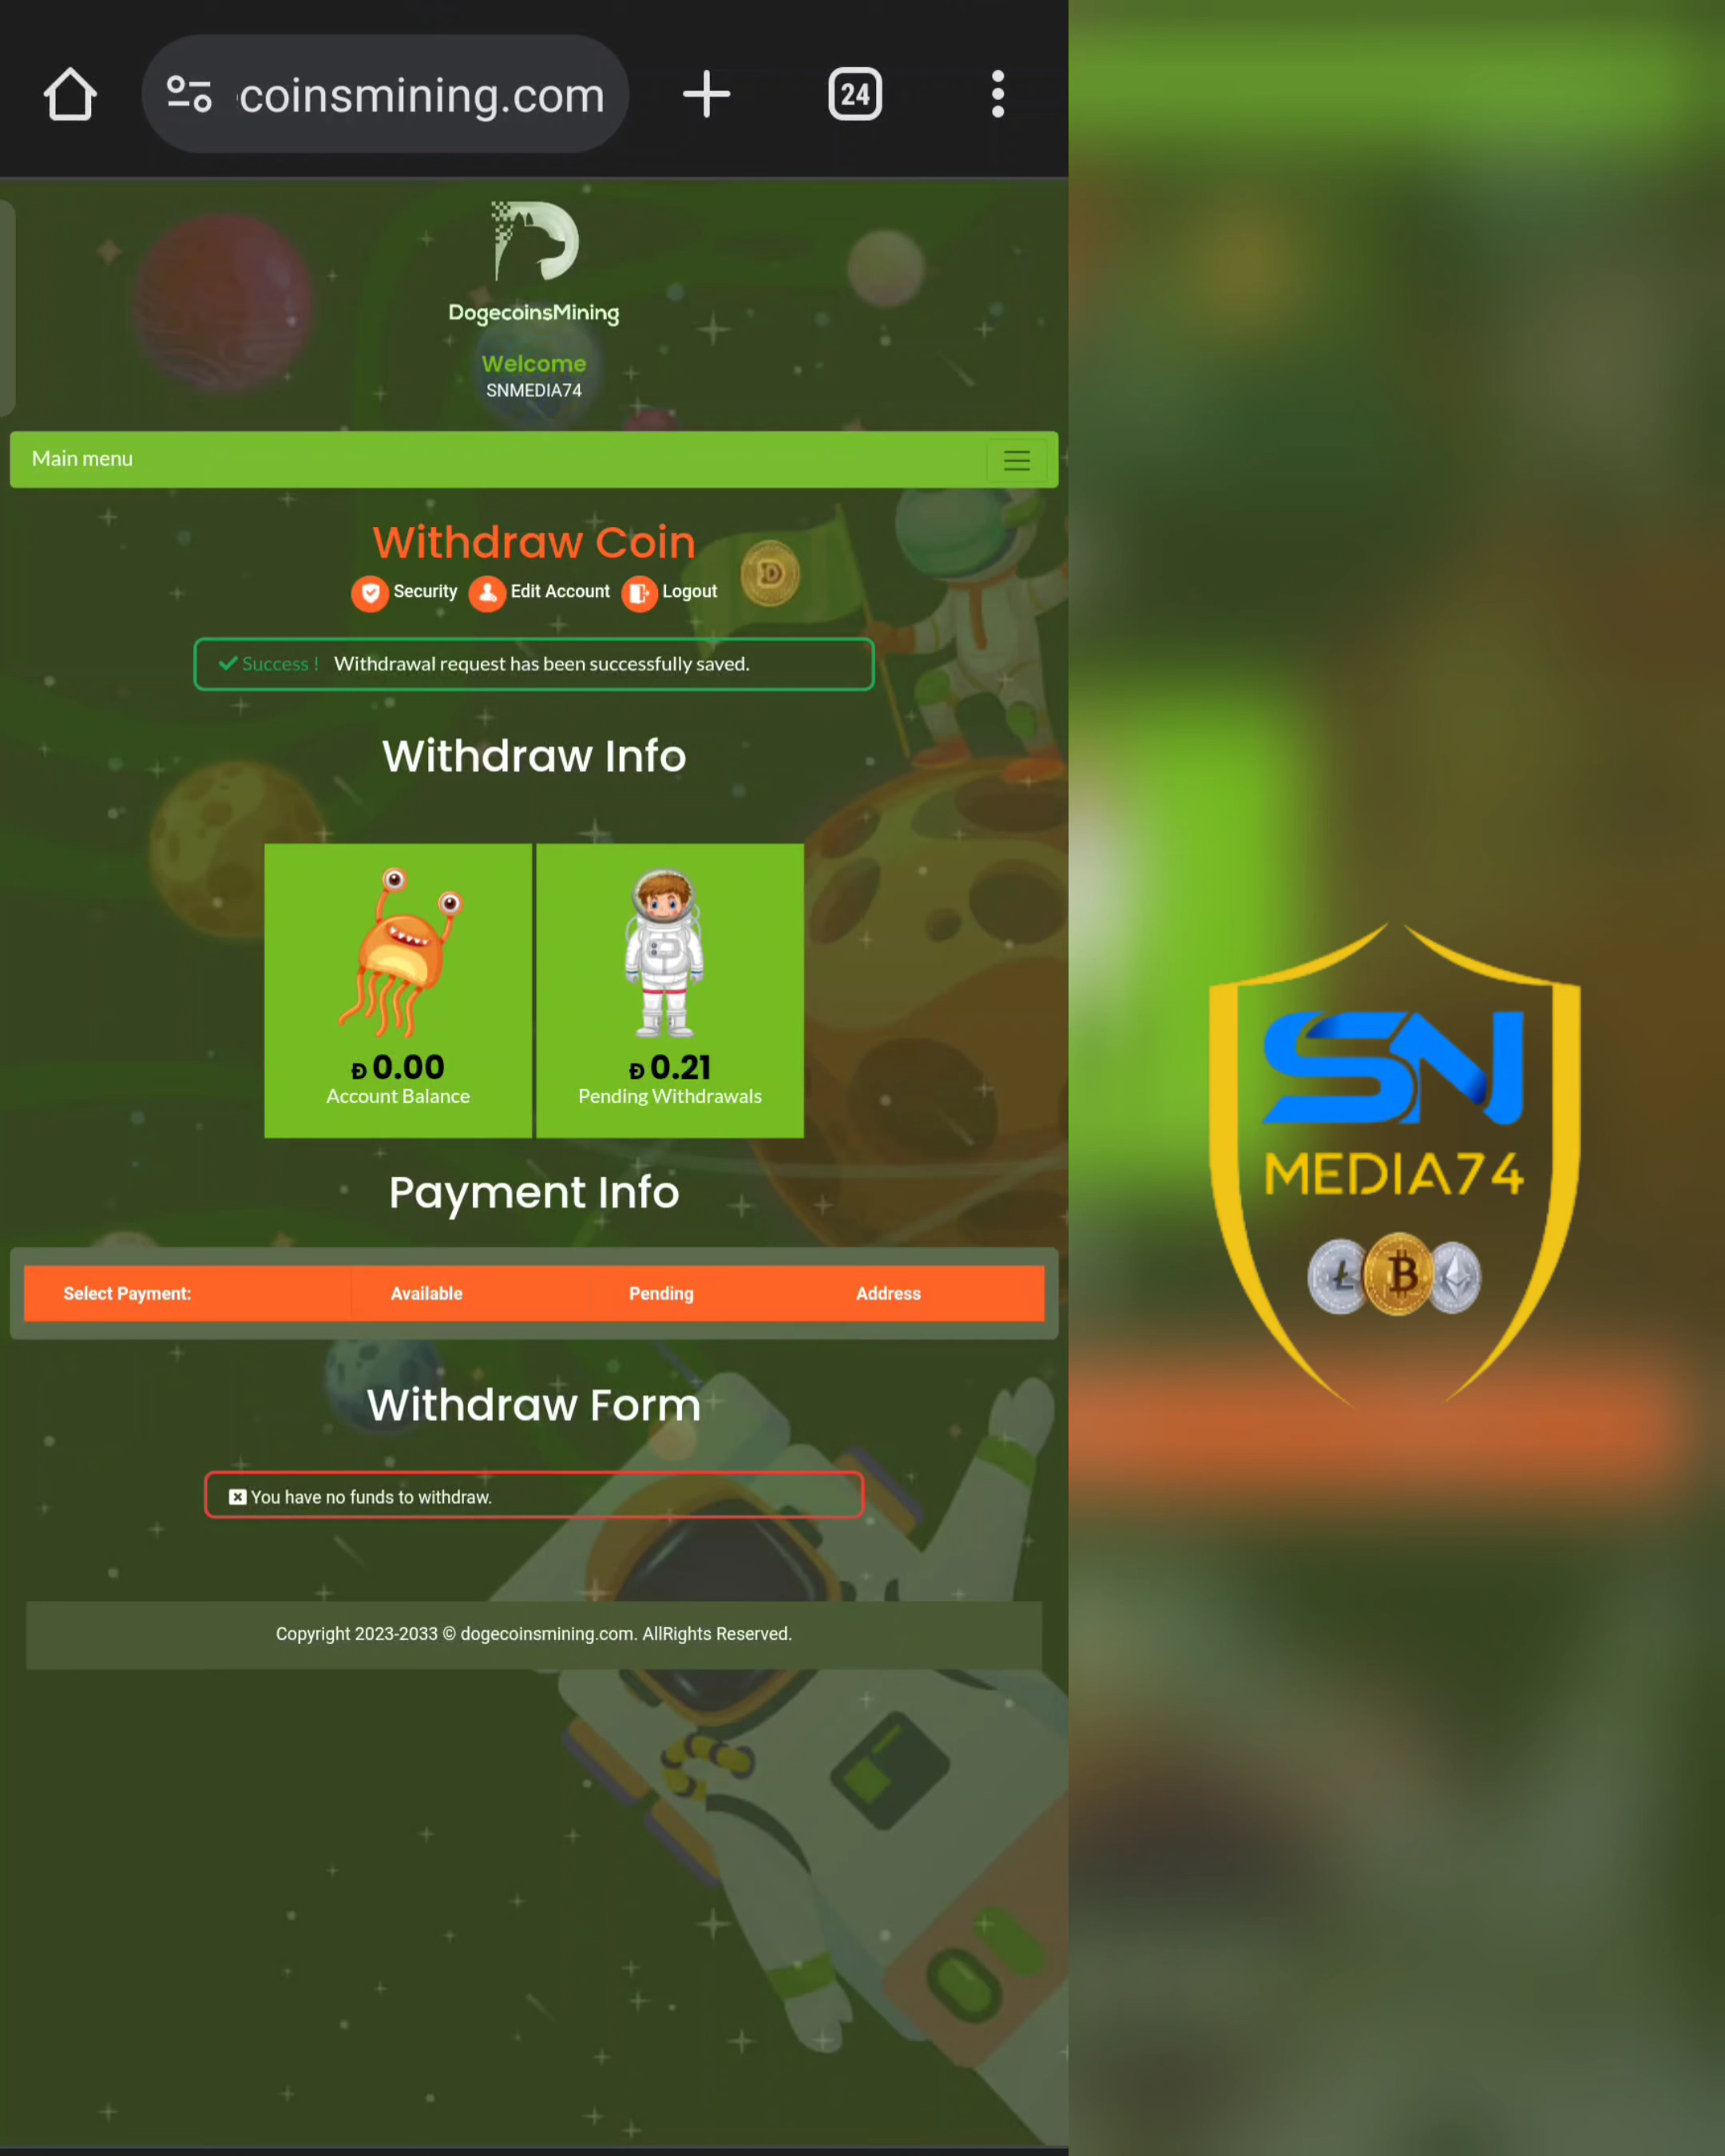 coinsmining.com
24
DogecoinsMining
Welcome
SNMEDIA74
Main menu
Withdraw Coin
Security Edit Account Logout
Success ! Withdrawal request has been successfully saved.
Withdraw Info
Ð 0.00 Ð 0.21
Account Balance Pending Withdrawals
Payment Info
Select Payment: Available Pending Address
Withdraw Form
You have no funds to withdraw.
Copyright 2023-2033 © dogecoinsmining.com. AllRights Reserved.
SN
MEDIA74